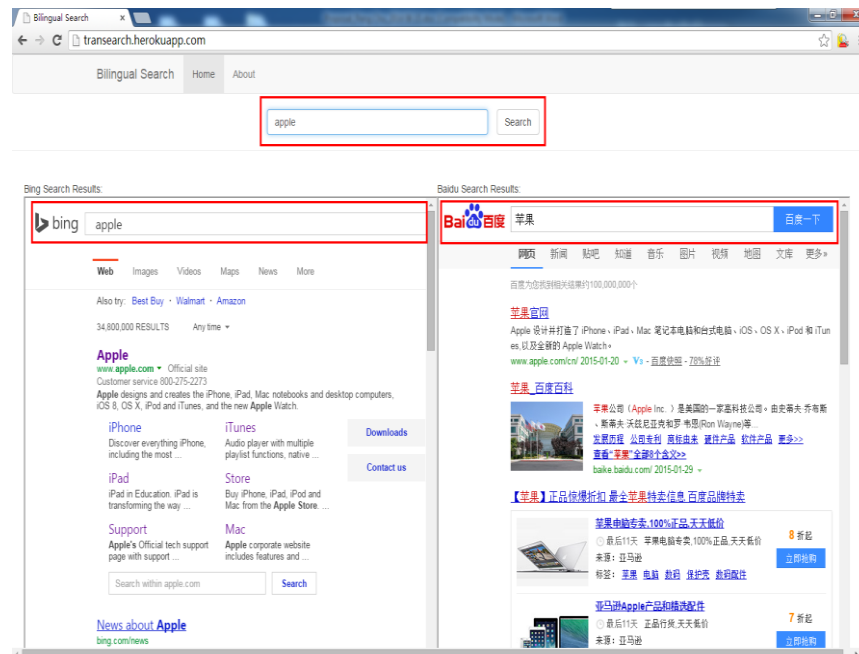 Bilingual Search
transearch.herokuapp.com
Bilingual Search Home About
apple Search
Bing Search Results:
bing apple
Web Images Videos Maps News More
Also try: Best Buy · Walmart · Amazon
34,800,000 RESULTS Any time
Apple
www.apple.com Official site
Customer service 800-275-2273
Apple designs and creates the iPhone, iPad, Mac notebooks and desktop computers,
iOS 8, OS X, iPod and iTunes, and the new Apple Watch.
iPhone
Discover everything iPhone,
including the most ...
iTunes
Audio player with multiple
playlist functions, native ...
Downloads
Contact us
iPad
iPad in Education. iPad is
transforming the way ...
Store
Buy iPhone, iPad, iPod and
Mac from the Apple Store. ...
Support
Apple's Official tech support
page with support ...
Mac
Apple corporate website
includes features and ...
Search within apple.com Search
News about Apple
bing.com/news
Baidu Search Results:
Bai du 百度 苹果 百度一下
网页 新闻 贴吧 知道 音乐 图片 视频 地图 文库 更多»
百度为您找到相关结果约100,000,000个
苹果官网
Apple 设计并打造了 iPhone、iPad、Mac 笔记本电脑和台式电脑、iOS、OS X、iPod 和 iTun
es,以及全新的 Apple Watch。
www.apple.com/cn/ 2015-01-20 - V3 - 百度快照 - 78%好评
苹果_百度百科
苹果公司（Apple Inc. ）是美国的一家高科技公司。由史蒂夫·乔布斯
、斯蒂夫·沃兹尼亚克和罗·韦恩(Ron Wayne)等...
发展历程 公司专利 商标由来 硬件产品 软件产品 更多>>
查看“苹果”全部8个含义>>
baike.baidu.com/ 2015-01-29
【苹果】正品惊爆折扣 最全苹果特卖信息 百度品牌特卖
苹果电脑专卖,100%正品,天天低价
最后11天 苹果电脑专卖,100%正品,天天低价
来源：亚马逊
标签：苹果 电脑 数码 保护壳 数码配件
8 折起
立即抢购
亚马逊Apple产品和精选配件
最后11天 正品行货,天天低价
来源：亚马逊
7 折起
立即抢购